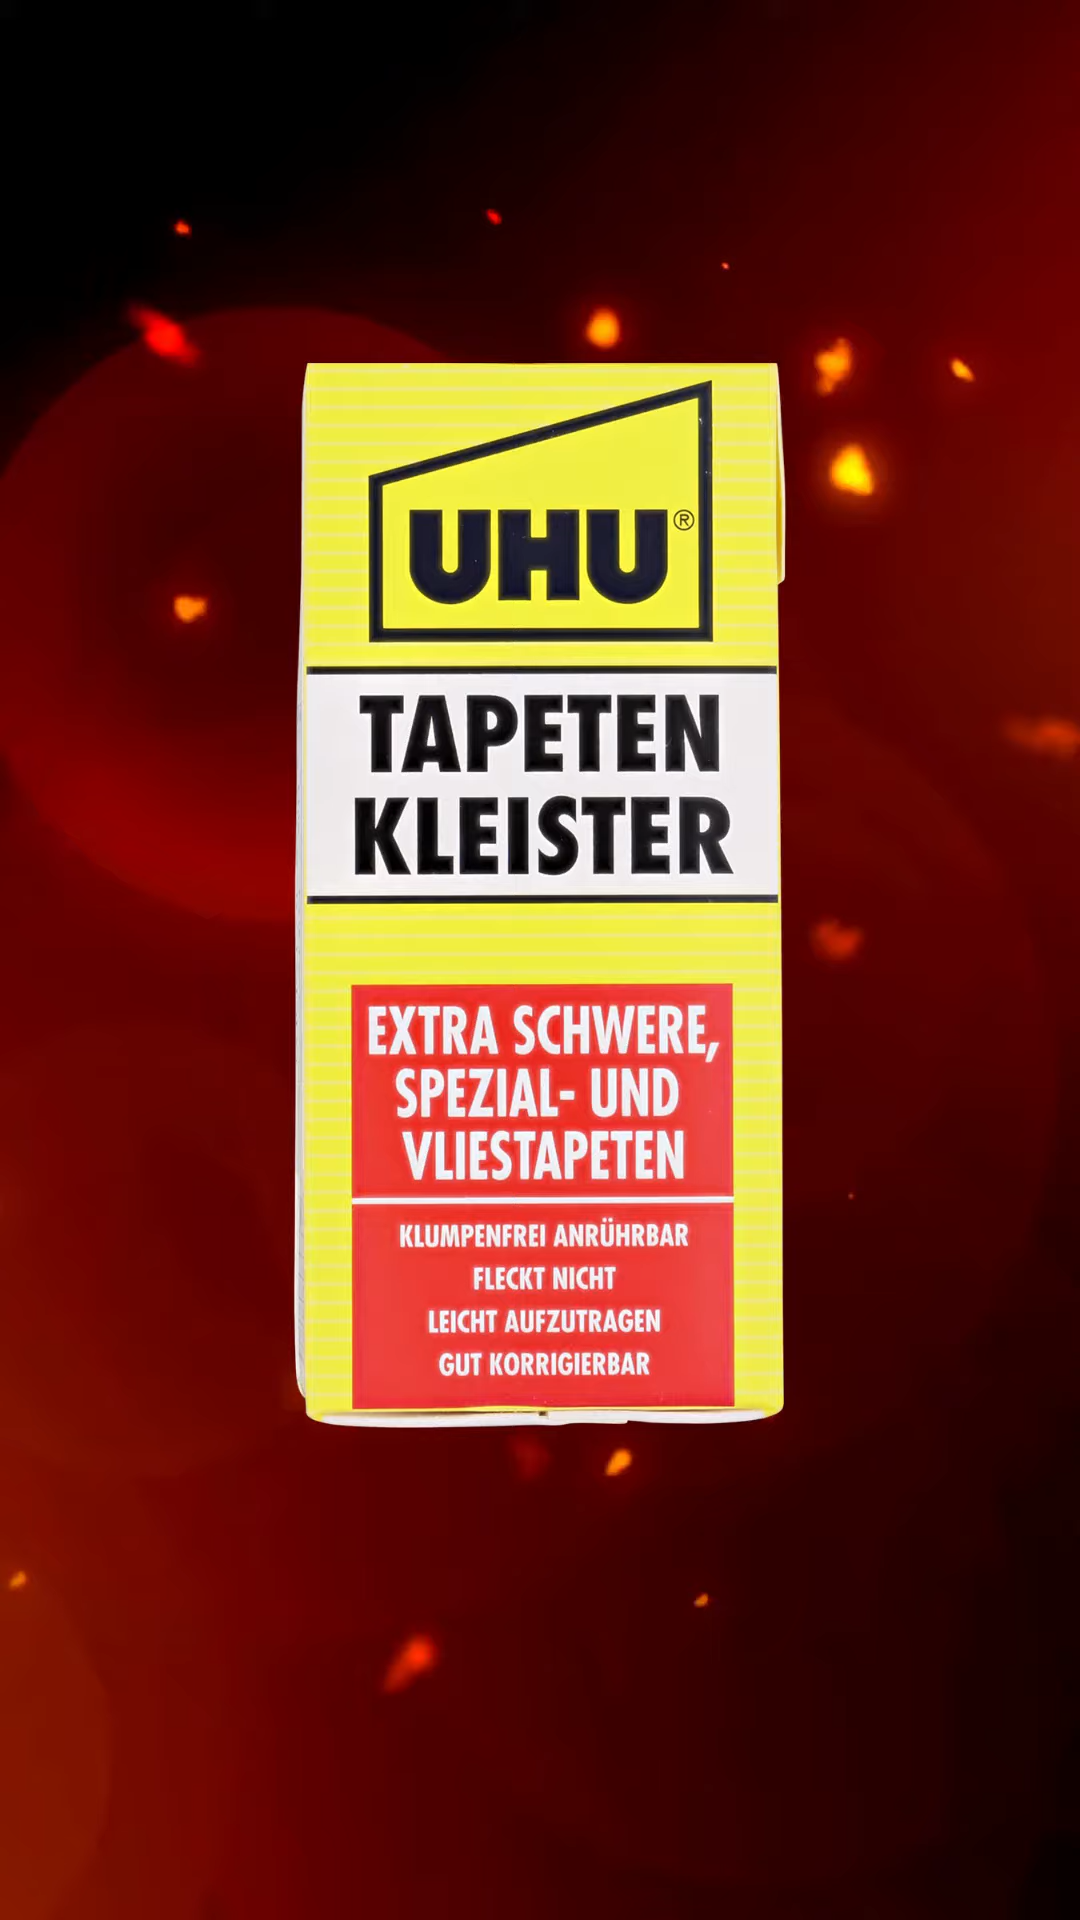 UHU®
TAPETEN
KLEISTER
EXTRA SCHWERE,
SPEZIAL- UND
VLIESTAPETEN
KLUMPENFREI ANRÜHRBAR
FLECKT NICHT
LEICHT AUFZUTRAGEN
GUT KORRIGIERBAR